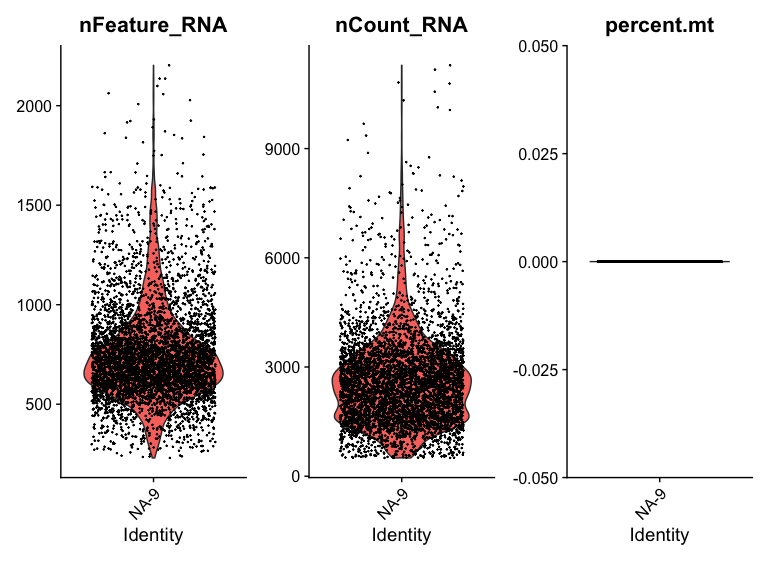 nFeature_RNA
2000
1500
1000
500
NA-9
Identity
nCount_RNA
9000
6000
3000
0
NA-9
Identity
percent.mt
0.050
0.025
0.000
-0.025
-0.050
NA-9
Identity